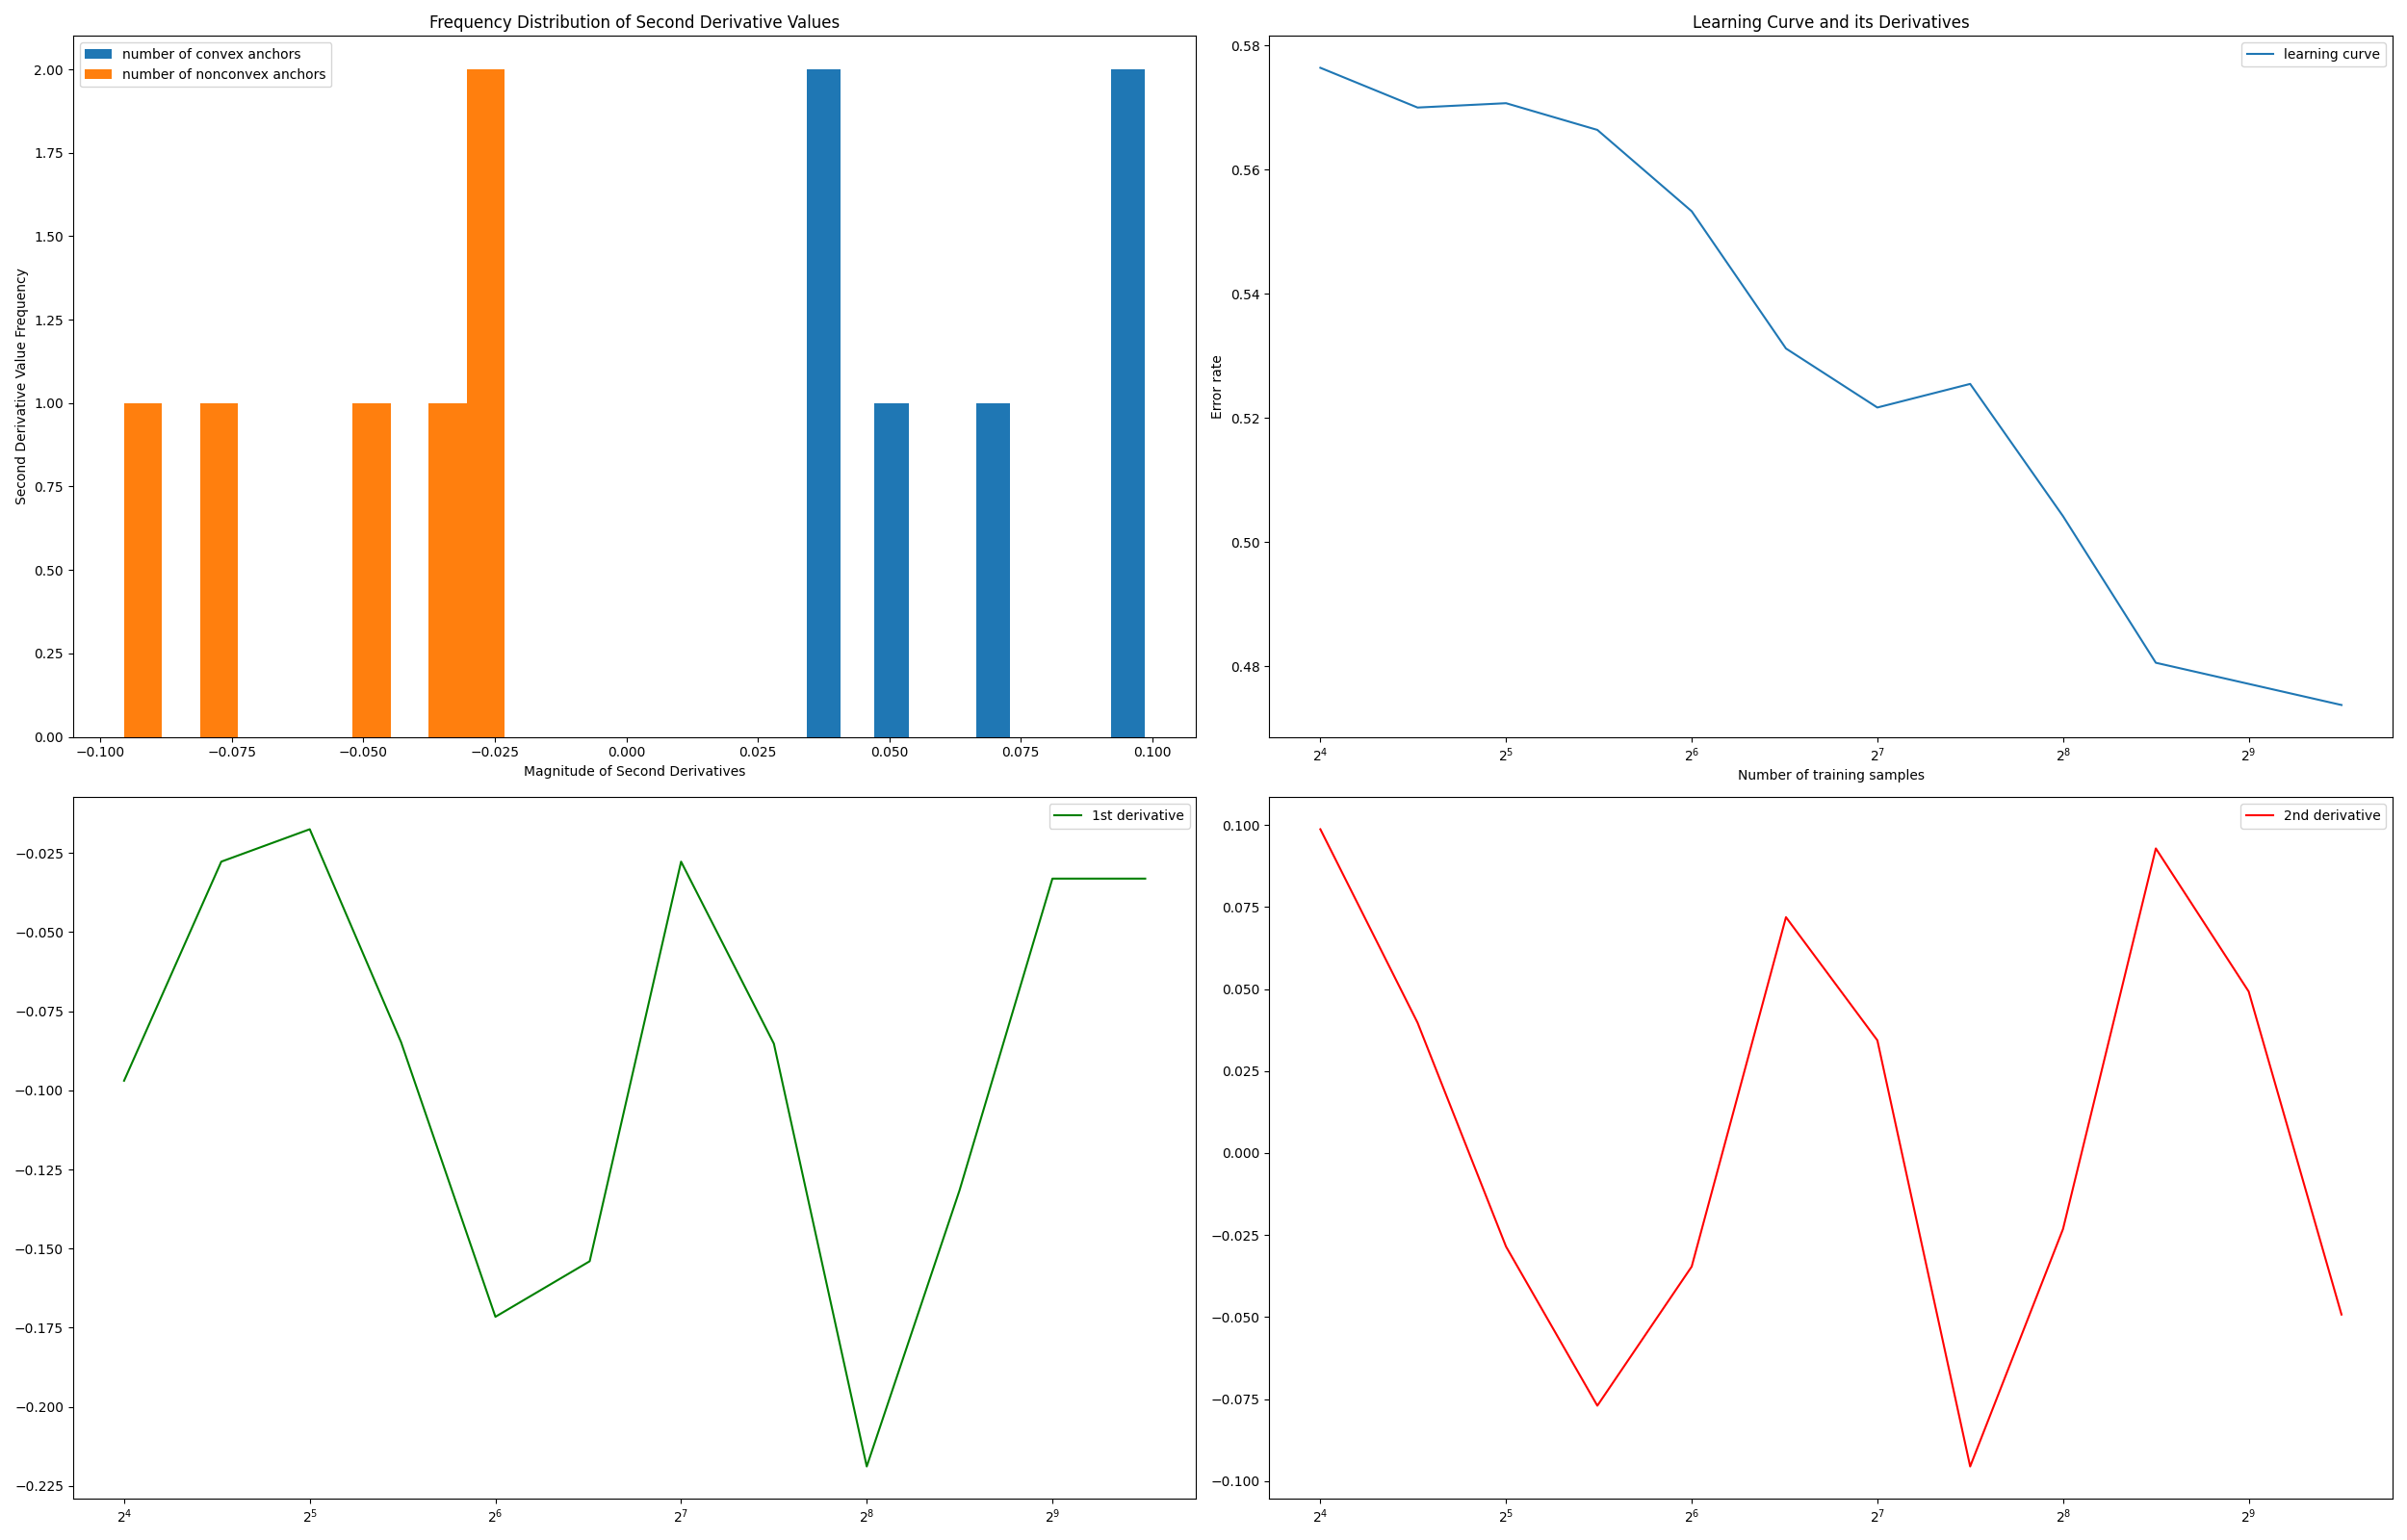 Frequency Distribution of Second Derivative Values
number of convex anchors
number of nonconvex anchors
2.00
1.75
1.50
1.25
1.00
0.75
0.50
0.25
0.00
Second Derivative Value Frequency
−0.100 −0.075 −0.050 −0.025 0.000 0.025 0.050 0.075 0.100
Magnitude of Second Derivatives
Learning Curve and its Derivatives
learning curve
0.58
0.56
0.54
0.52
0.50
0.48
Error rate
2⁴ 2⁵ 2⁶ 2⁷ 2⁸ 2⁹
Number of training samples
1st derivative
−0.025
−0.050
−0.075
−0.100
−0.125
−0.150
−0.175
−0.200
−0.225
2⁴ 2⁵ 2⁶ 2⁷ 2⁸ 2⁹
2nd derivative
0.100
0.075
0.050
0.025
0.000
−0.025
−0.050
−0.075
−0.100
2⁴ 2⁵ 2⁶ 2⁷ 2⁸ 2⁹